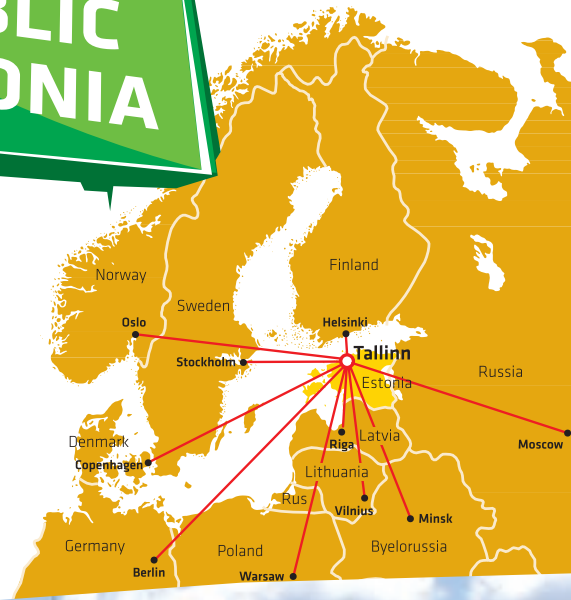 BLIC
ONIA
Norway
Finland
Sweden
Oslo
Helsinki
Tallinn
Stockholm
Estonia
Russia
Denmark
Copenhagen
Riga
Latvia
Moscow
Lithuania
Rus
Vilnius
Minsk
Germany
Poland
Byelorussia
Berlin
Warsaw